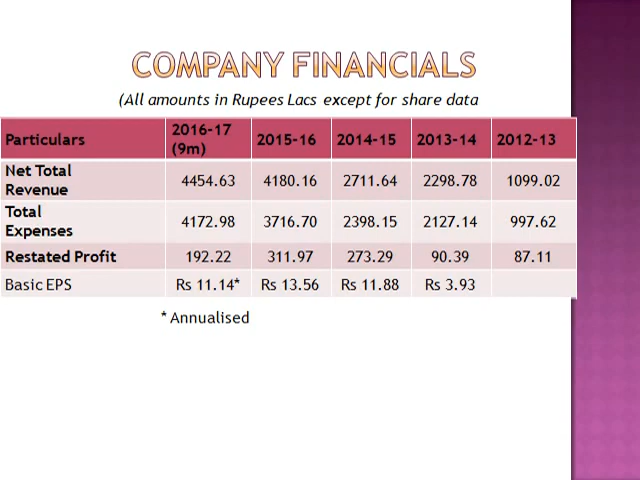 COMPANY FINANCIALS
(All amounts in Rupees Lacs except for share data
Particulars 2016-17 (9m) 2015-16 2014-15 2013-14 2012-13
Net Total Revenue 4454.63 4180.16 2711.64 2298.78 1099.02
Total Expenses 4172.98 3716.70 2398.15 2127.14 997.62
Restated Profit 192.22 311.97 273.29 90.39 87.11
Basic EPS Rs 11.14* Rs 13.56 Rs 11.88 Rs 3.93
* Annualised